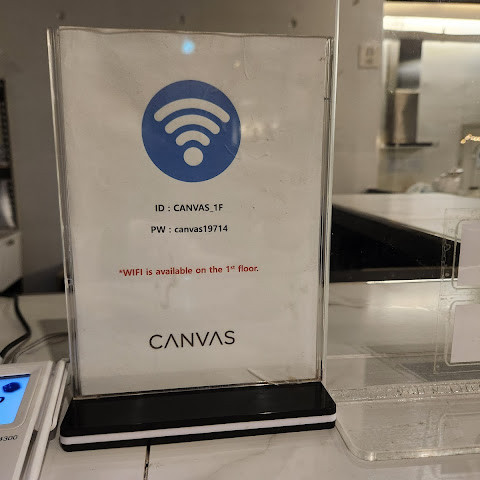 ID : CANVAS_1F
PW : canvas19714
*WIFI is available on the 1st floor.
CANVAS